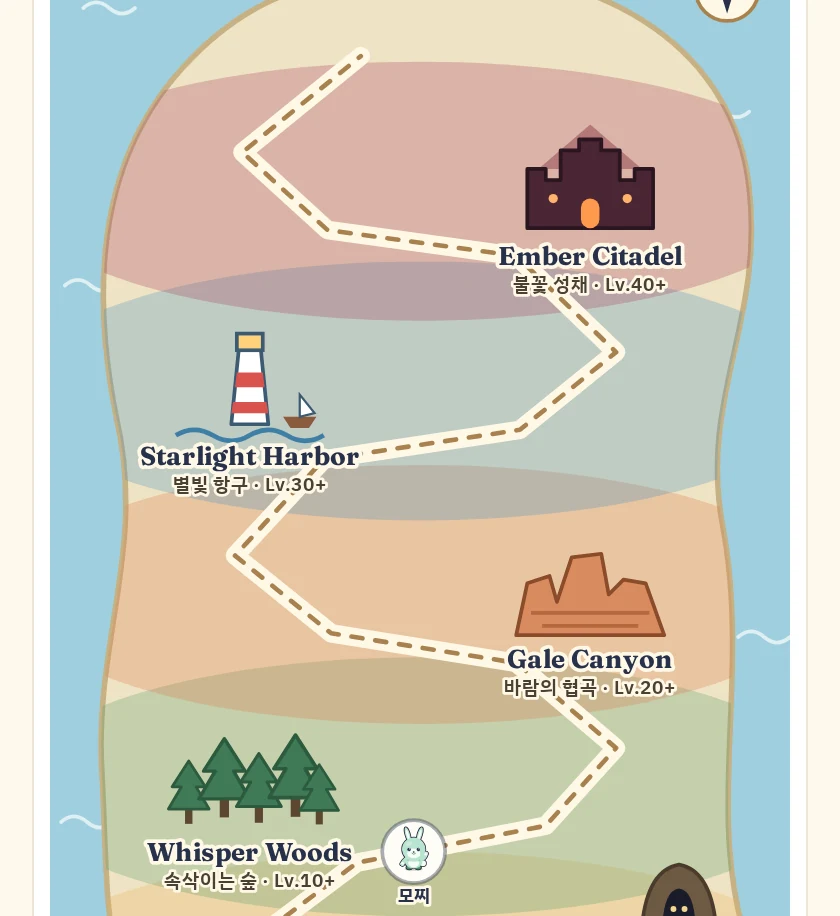 Ember Citadel
불꽃 성채 · Lv.40+
Starlight Harbor
별빛 항구 · Lv.30+
Gale Canyon
바람의 협곡 · Lv.20+
Whisper Woods
속삭이는 숲 · Lv.10+
모찌